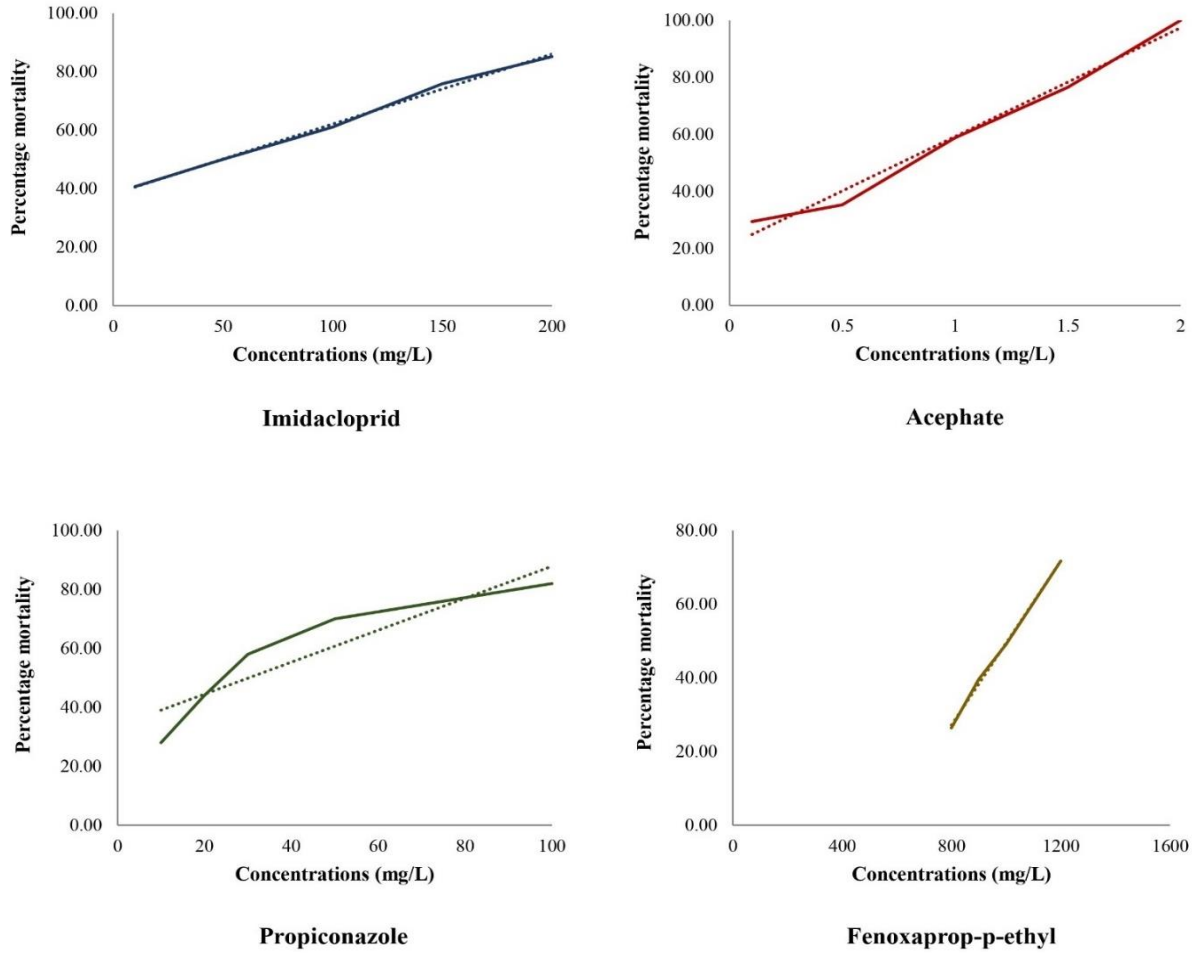 Percentage mortality
100.00
80.00
60.00
40.00
20.00
0.00
0 50 100 150 200
Concentrations (mg/L)
Imidacloprid
Percentage mortality
100.00
80.00
60.00
40.00
20.00
0.00
0 0.5 1 1.5 2
Concentrations (mg/L)
Acephate
Percentage mortality
100.00
80.00
60.00
40.00
20.00
0.00
0 20 40 60 80 100
Concentrations (mg/L)
Propiconazole
Percentage mortality
80.00
60.00
40.00
20.00
0.00
0 400 800 1200 1600
Concentrations (mg/L)
Fenoxaprop-p-ethyl